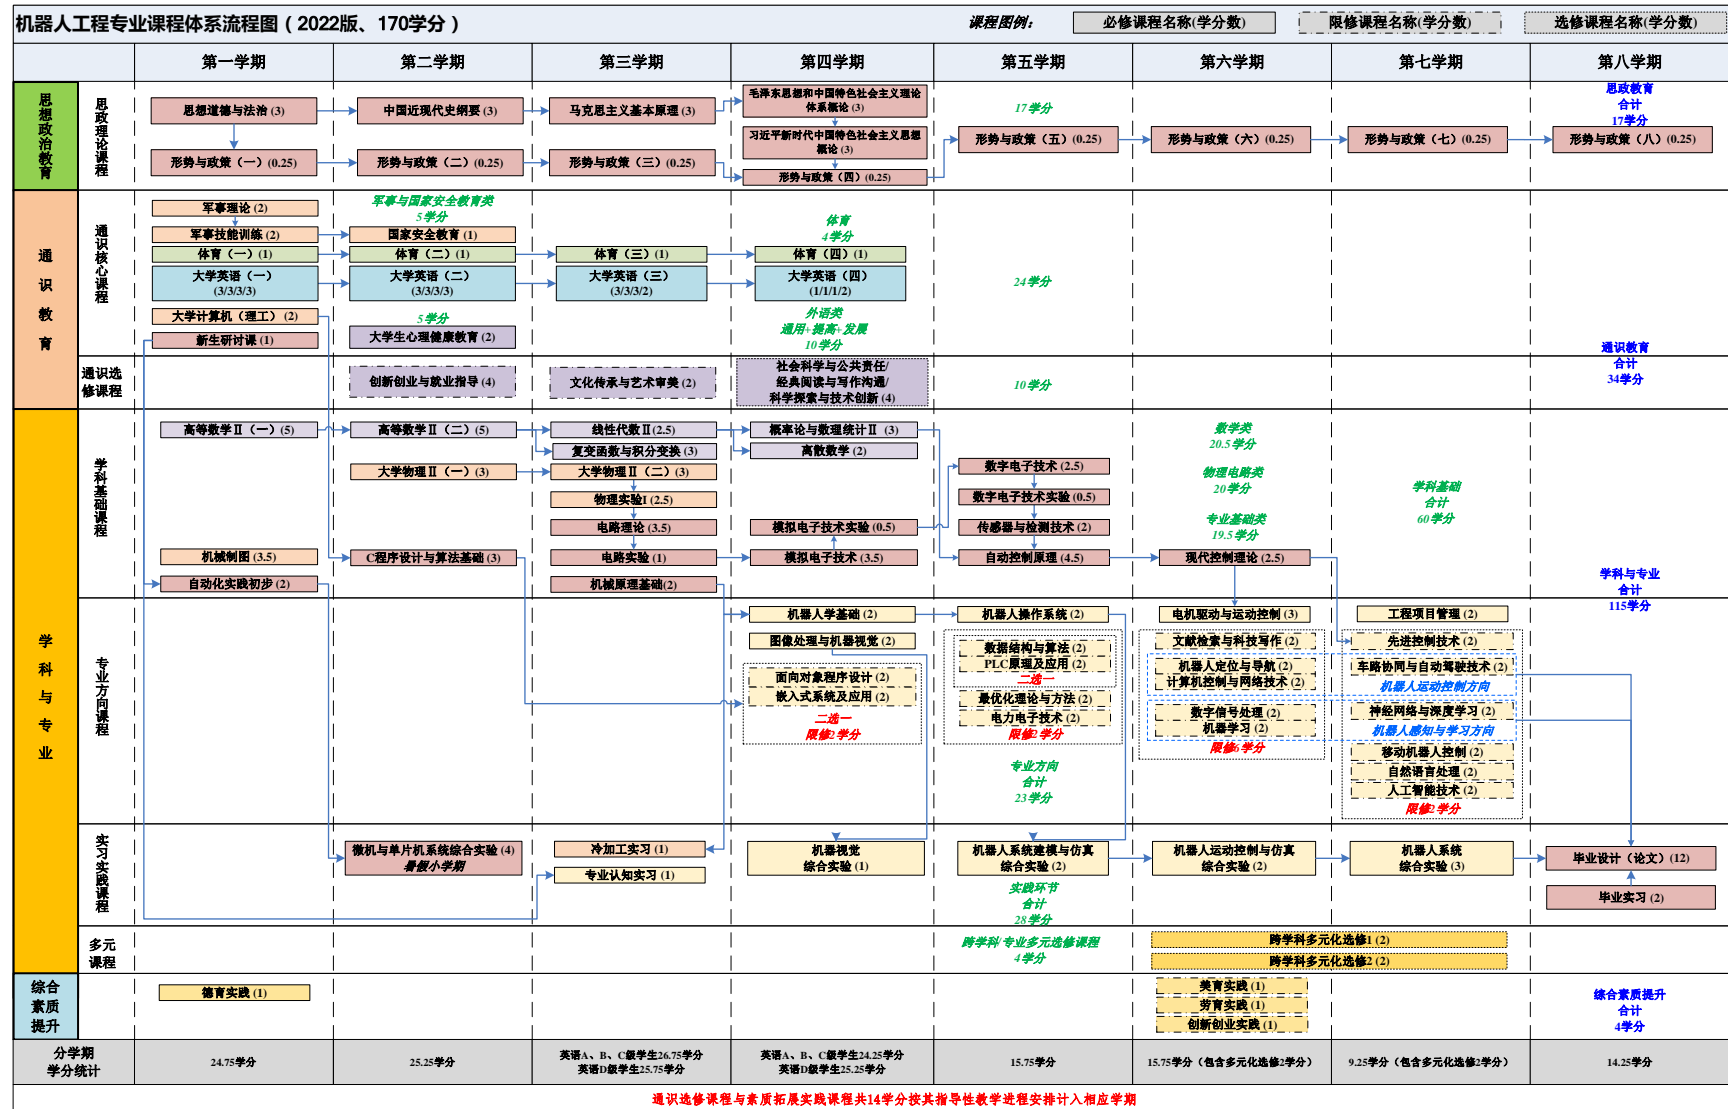 机器人工程专业课程体系流程图（2022版、170学分）
课程图例：
必修课程名称(学分数)
限修课程名称(学分数)
选修课程名称(学分数)
第一学期
第二学期
第三学期
第四学期
第五学期
第六学期
第七学期
第八学期
思想政治教育
思政理论课程
思想道德与法治 (3)
中国近现代史纲要 (3)
马克思主义基本原理 (3)
毛泽东思想和中国特色社会主义理论
体系概论 (3)
习近平新时代中国特色社会主义思想
概论 (3)
17学分
思政教育
合计
17学分
形势与政策（一）(0.25)
形势与政策（二）(0.25)
形势与政策（三）(0.25)
形势与政策（四）(0.25)
形势与政策（五）(0.25)
形势与政策（六）(0.25)
形势与政策（七）(0.25)
形势与政策（八）(0.25)
通识教育
通识核心课程
军事理论 (2)
军事与国家安全教育类
5学分
军事技能训练 (2)
国家安全教育 (1)
体育
4学分
体育（一）(1)
体育（二）(1)
体育（三）(1)
体育（四）(1)
大学英语（一）
(3/3/3/3)
大学英语（二）
(3/3/3/3)
大学英语（三）
(3/3/3/2)
大学英语（四）
(1/1/1/2)
24学分
大学计算机（理工）(2)
5学分
外语类
通用+提高+发展
10学分
新生研讨课 (1)
大学生心理健康教育 (2)
通识教育
合计
34学分
通识选
修课程
创新创业与就业指导 (4)
文化传承与艺术审美 (2)
社会科学与公共责任/
经典阅读与写作沟通/
科学探索与技术创新 (4)
10学分
学科与专业
学科基础课程
高等数学Ⅱ（一）(5)
高等数学Ⅱ（二）(5)
线性代数Ⅱ(2.5)
概率论与数理统计Ⅱ (3)
复变函数与积分变换 (3)
离散数学 (2)
数学类
20.5学分
大学物理Ⅱ（一）(3)
大学物理Ⅱ（二）(3)
数字电子技术 (2.5)
物理电路类
20学分
学科基础
合计
60学分
物理实验I (2.5)
数字电子技术实验 (0.5)
电路理论 (3.5)
模拟电子技术实验 (0.5)
传感器与检测技术 (2)
专业基础类
19.5学分
机械制图 (3.5)
C程序设计与算法基础 (3)
电路实验 (1)
模拟电子技术 (3.5)
自动控制原理 (4.5)
现代控制理论 (2.5)
自动化实践初步 (2)
机械原理基础(2)
学科与专业
合计
115学分
专业方向课程
机器人学基础 (2)
图像处理与机器视觉 (2)
面向对象程序设计 (2)
嵌入式系统及应用 (2)
二选一
限修2学分
机器人操作系统 (2)
数据结构与算法 (2)
PLC原理及应用 (2)
二选一
最优化理论与方法 (2)
电力电子技术 (2)
限修2学分
专业方向
合计
23学分
电机驱动与运动控制 (3)
文献检索与科技写作 (2)
机器人定位与导航 (2)
计算机控制与网络技术 (2)
数字信号处理 (2)
机器学习 (2)
限修6学分
工程项目管理 (2)
先进控制技术 (2)
车路协同与自动驾驶技术 (2)
机器人运动控制方向
神经网络与深度学习 (2)
机器人感知与学习方向
移动机器人控制 (2)
自然语言处理 (2)
人工智能技术 (2)
限修2学分
实习实践课程
微机与单片机系统综合实验 (4)
暑假小学期
冷加工实习 (1)
专业认知实习 (1)
机器视觉
综合实验 (1)
机器人系统建模与仿真
综合实验 (2)
机器人运动控制与仿真
综合实验 (2)
机器人系统
综合实验 (3)
毕业设计（论文）(12)
毕业实习 (2)
实践环节
合计
28学分
多元
课程
跨学科/专业多元选修课程
4学分
跨学科多元化选修1 (2)
跨学科多元化选修2 (2)
综合
素质
提升
德育实践 (1)
美育实践 (1)
劳育实践 (1)
创新创业实践 (1)
综合素质提升
合计
4学分
分学期
学分统计
24.75学分
25.25学分
英语A、B、C级学生26.75学分
英语D级学生25.75学分
英语A、B、C级学生24.25学分
英语D级学生25.25学分
15.75学分
15.75学分（包含多元化选修2学分）
9.25学分（包含多元化选修2学分）
14.25学分
通识选修课程与素质拓展实践课程共14学分按其指导性教学进程安排计入相应学期